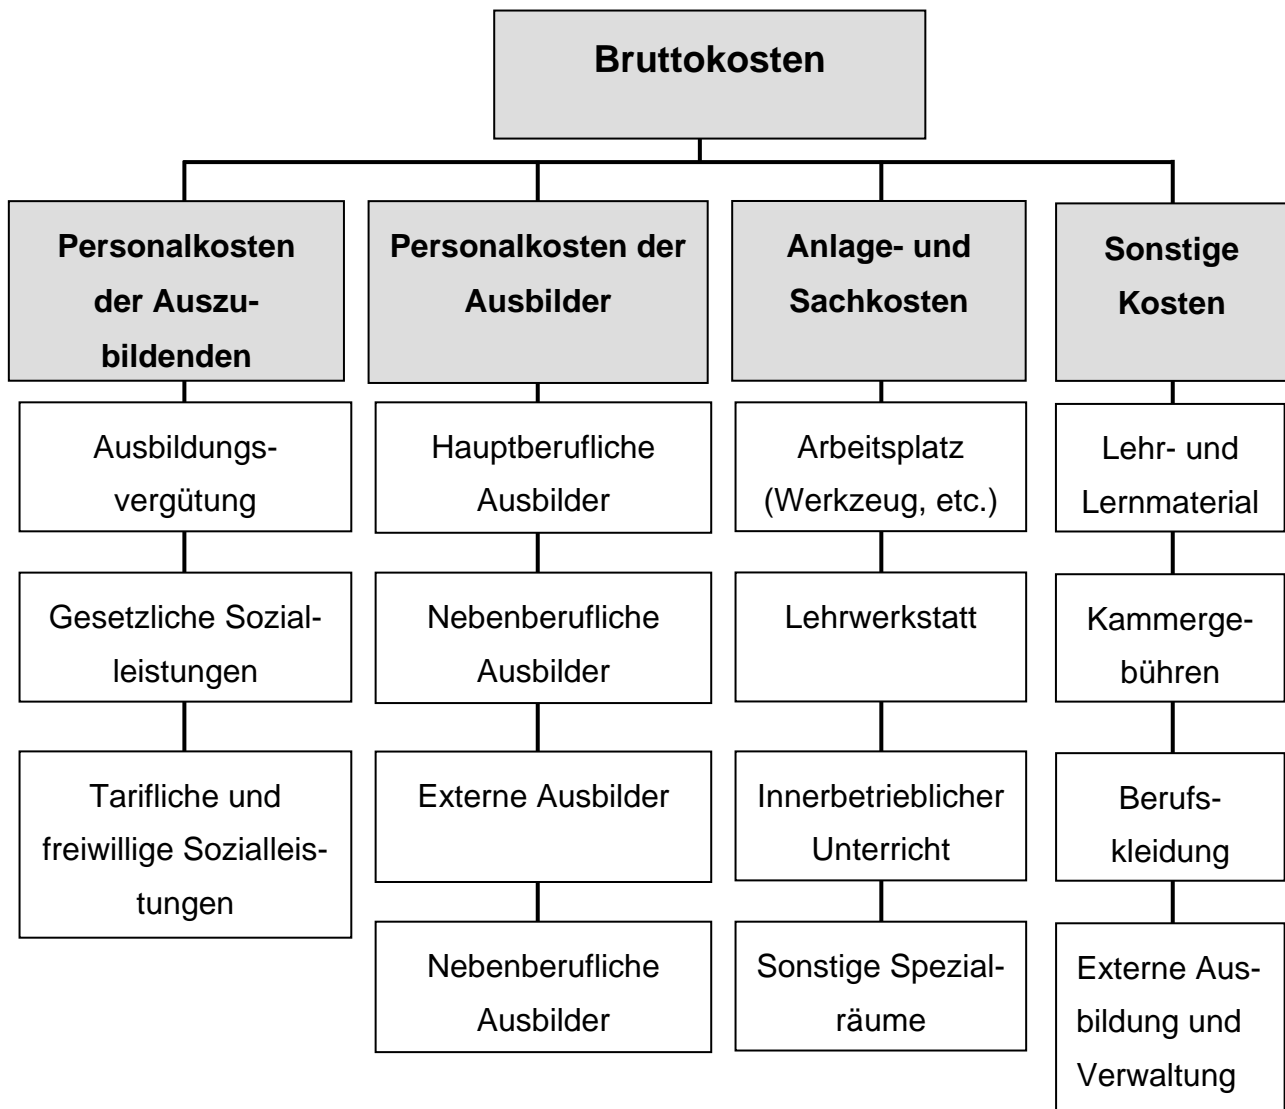 Bruttokosten
Personalkosten
der Auszu-
bildenden
Personalkosten der
Ausbilder
Anlage- und
Sachkosten
Sonstige
Kosten
Ausbildungs-
vergütung
Hauptberufliche
Ausbilder
Arbeitsplatz
(Werkzeug, etc.)
Lehr- und
Lernmaterial
Gesetzliche Sozial-
leistungen
Nebenberufliche
Ausbilder
Lehrwerkstatt
Kammerge-
bühren
Tarifliche und
freiwillige Sozialleis-
tungen
Externe Ausbilder
Innerbetrieblicher
Unterricht
Berufs-
kleidung
Nebenberufliche
Ausbilder
Sonstige Spezial-
räume
Externe Aus-
bildung und
Verwaltung